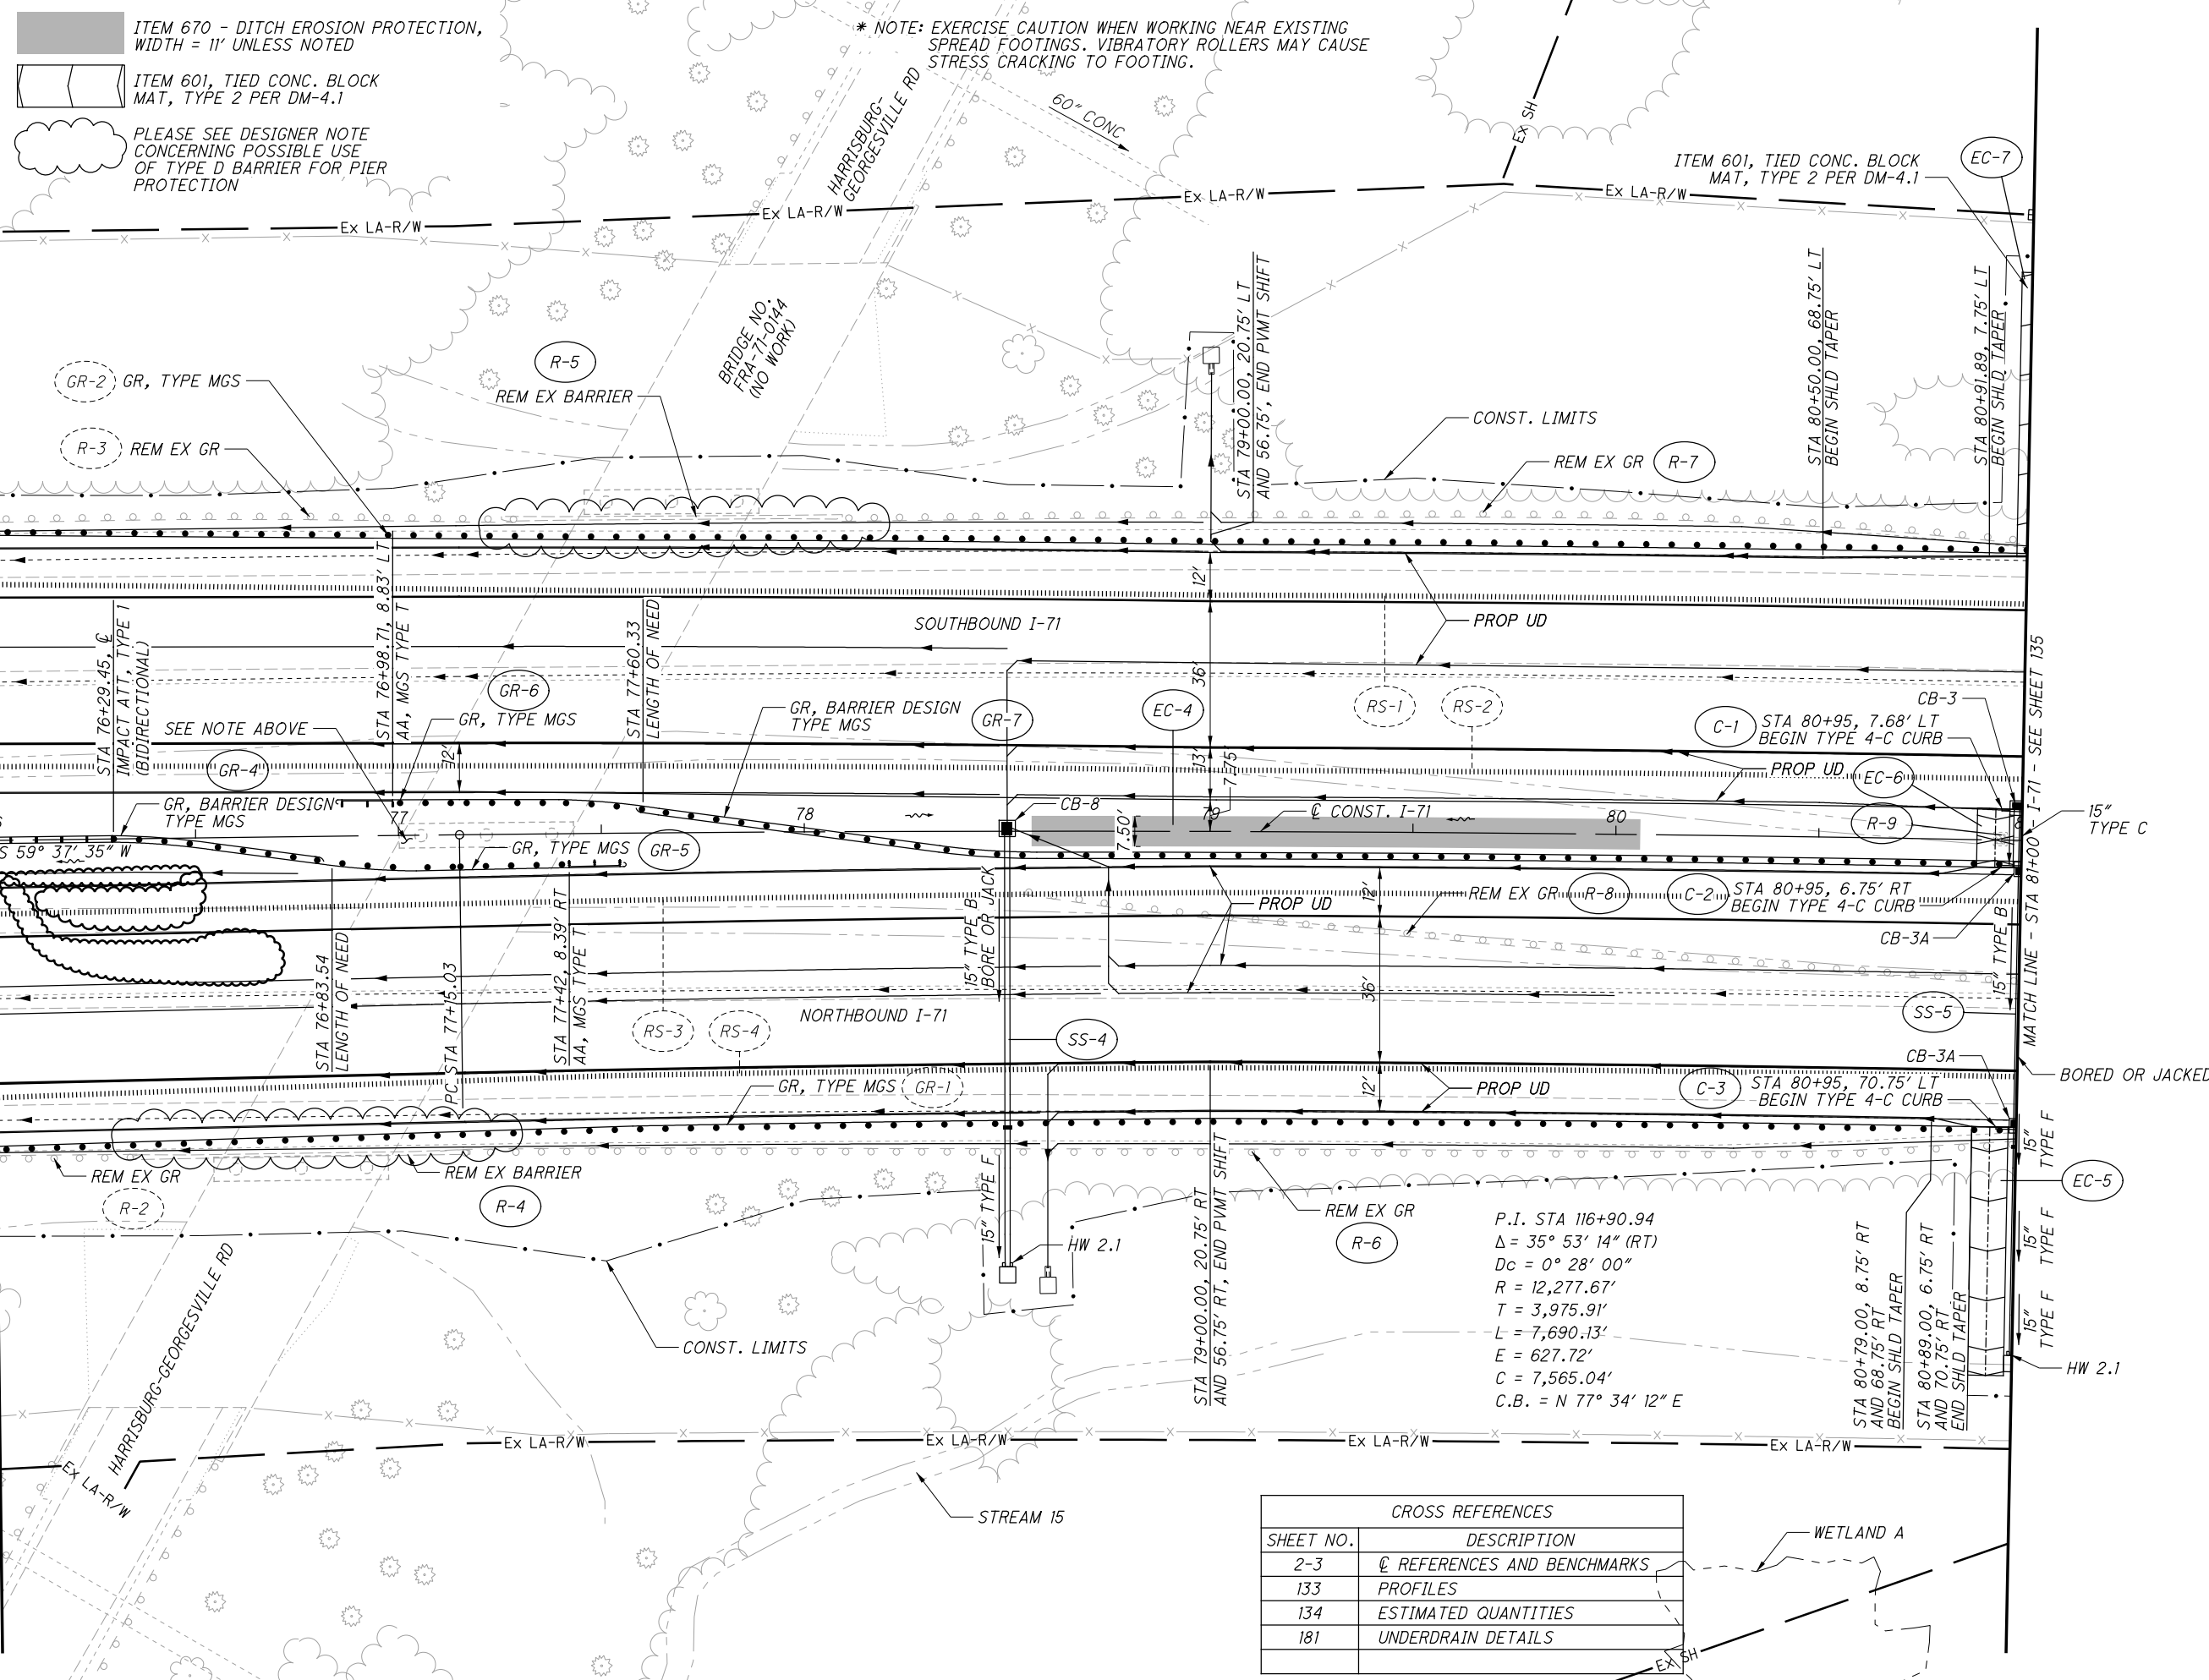 ITEM 670 - DITCH EROSION PROTECTION,
WIDTH = 11' UNLESS NOTED
ITEM 601, TIED CONC. BLOCK
MAT, TYPE 2 PER DM-4.1
PLEASE SEE DESIGNER NOTE
CONCERNING POSSIBLE USE
OF TYPE D BARRIER FOR PIER
PROTECTION
* NOTE: EXERCISE CAUTION WHEN WORKING NEAR EXISTING
SPREAD FOOTINGS. VIBRATORY ROLLERS MAY CAUSE
STRESS CRACKING TO FOOTING.
HARRISBURG-
GEORGESVILLE RD
60" CONC
Ex SH
ITEM 601, TIED CONC. BLOCK
MAT, TYPE 2 PER DM-4.1
EC-7
Ex LA-R/W
Ex LA-R/W
Ex LA-R/W
Ex LA-R/W
E
BRIDGE NO.
FRA-71-0144
(NO WORK)
STA 79+00.00, 20.75' LT
AND 56.75', END PVMT SHIFT
STA 80+50.00, 68.75' LT
BEGIN SHLD TAPER
STA 80+91.89, 7.75' LT
BEGIN SHLD TAPER
GR-2
GR, TYPE MGS
R-5
REM EX BARRIER
R-3
REM EX GR
CONST. LIMITS
REM EX GR
R-7
STA 76+29.45, ℄
IMPACT ATT, TYPE 1
(BIDIRECTIONAL)
STA 76+98.71, 8.83' LT
AA, MGS TYPE T
STA 77+60.33
LENGTH OF NEED
SOUTHBOUND I-71
12'
36'
13'
7.75'
PROP UD
GR-6
GR, TYPE MGS
SEE NOTE ABOVE
GR-4
12'
GR, BARRIER DESIGN
TYPE MGS
GR-7
EC-4
RS-1
RS-2
CB-3
C-1
STA 80+95, 7.68' LT
BEGIN TYPE 4-C CURB
PROP UD
EC-6
GR, BARRIER DESIGN
TYPE MGS
77
78
79
80
CB-8
7.50'
℄ CONST. I-71
R-9
15"
TYPE C
S 59° 37' 35" W
GR, TYPE MGS
GR-5
MATCH LINE - STA 81+00 - I-71 - SEE SHEET 135
15" TYPE B
BORE OR JACK
PROP UD
12'
REM EX GR
R-8
C-2
STA 80+95, 6.75' RT
BEGIN TYPE 4-C CURB
CB-3A
15" TYPE B
STA 76+83.54
LENGTH OF NEED
PC STA 77+15.03
STA 77+42, 8.39' RT
AA, MGS TYPE T
36'
RS-3
RS-4
NORTHBOUND I-71
SS-4
SS-5
CB-3A
BORED OR JACKED
GR, TYPE MGS
GR-1
12'
PROP UD
C-3
STA 80+95, 70.75' LT
BEGIN TYPE 4-C CURB
REM EX GR
R-2
REM EX BARRIER
R-4
15" TYPE F
HW 2.1
STA 79+00.00, 20.75' RT
AND 56.75' RT, END PVMT SHIFT
REM EX GR
R-6
15"
TYPE F
15"
TYPE F
15"
TYPE F
EC-5
HW 2.1
P.I. STA 116+90.94
Δ = 35° 53' 14" (RT)
Dc = 0° 28' 00"
R = 12,277.67'
T = 3,975.91'
L = 7,690.13'
E = 627.72'
C = 7,565.04'
C.B. = N 77° 34' 12" E
STA 80+79.00, 8.75' RT
AND 68.75' RT
BEGIN SHLD TAPER
STA 80+89.00, 6.75' RT
AND 70.75' RT
END SHLD TAPER
HARRISBURG-GEORGESVILLE RD
CONST. LIMITS
Ex LA-R/W
Ex LA-R/W
Ex LA-R/W
Ex LA-R/W
Ex LA-R/W
STREAM 15
CROSS REFERENCES
SHEET NO. DESCRIPTION
2-3 ℄ REFERENCES AND BENCHMARKS
133 PROFILES
134 ESTIMATED QUANTITIES
181 UNDERDRAIN DETAILS
WETLAND A
Ex SH